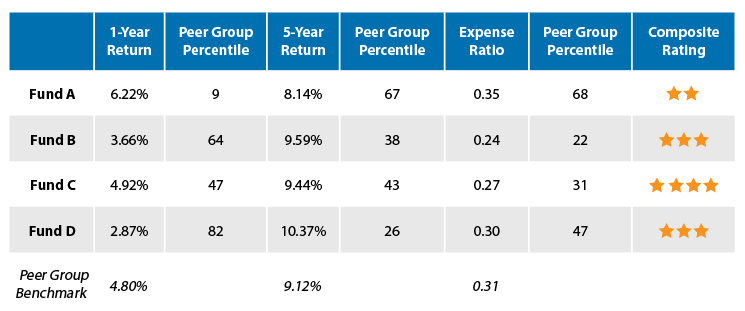 1-Year Return Peer Group Percentile 5-Year Return Peer Group Percentile Expense Ratio Peer Group Percentile Composite Rating
Fund A 6.22% 9 8.14% 67 0.35 68 ★★
Fund B 3.66% 64 9.59% 38 0.24 22 ★★★
Fund C 4.92% 47 9.44% 43 0.27 31 ★★★★
Fund D 2.87% 82 10.37% 26 0.30 47 ★★★
Peer Group Benchmark 4.80% 9.12% 0.31